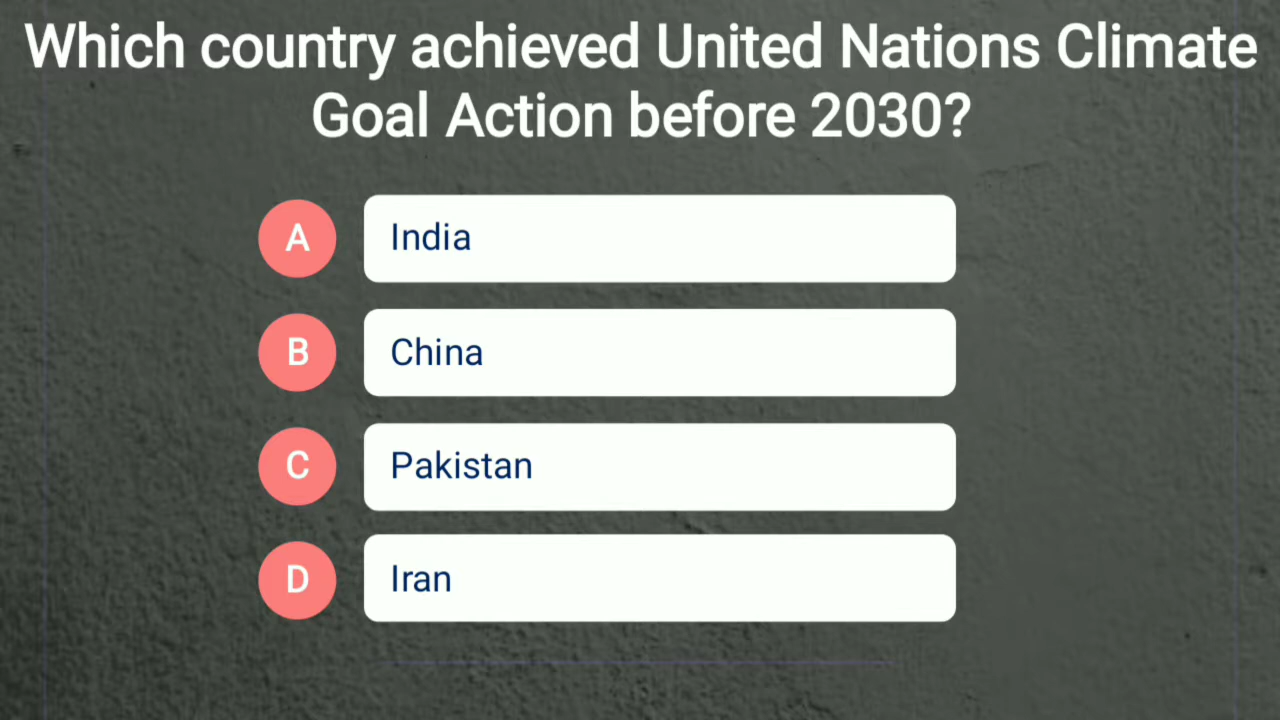 Which country achieved United Nations Climate
Goal Action before 2030?
A India
B China
C Pakistan
D Iran